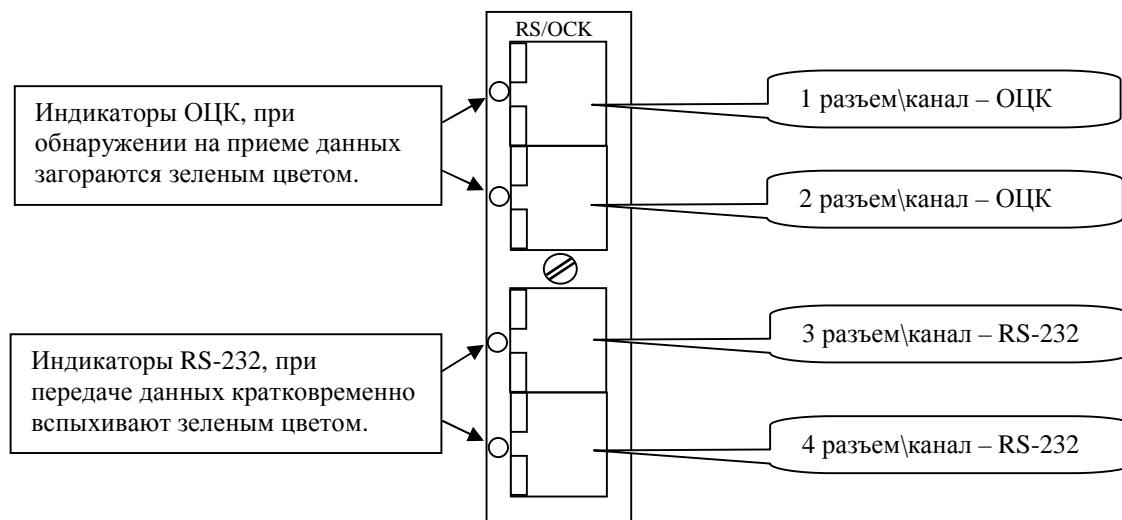 RS/OCK
Индикаторы ОЦК, при
обнаружении на приеме данных
загораются зеленым цветом.
1 разъем\канал – ОЦК
2 разъем\канал – ОЦК
Индикаторы RS-232, при
передаче данных кратковременно
вспыхивают зеленым цветом.
3 разъем\канал – RS-232
4 разъем\канал – RS-232